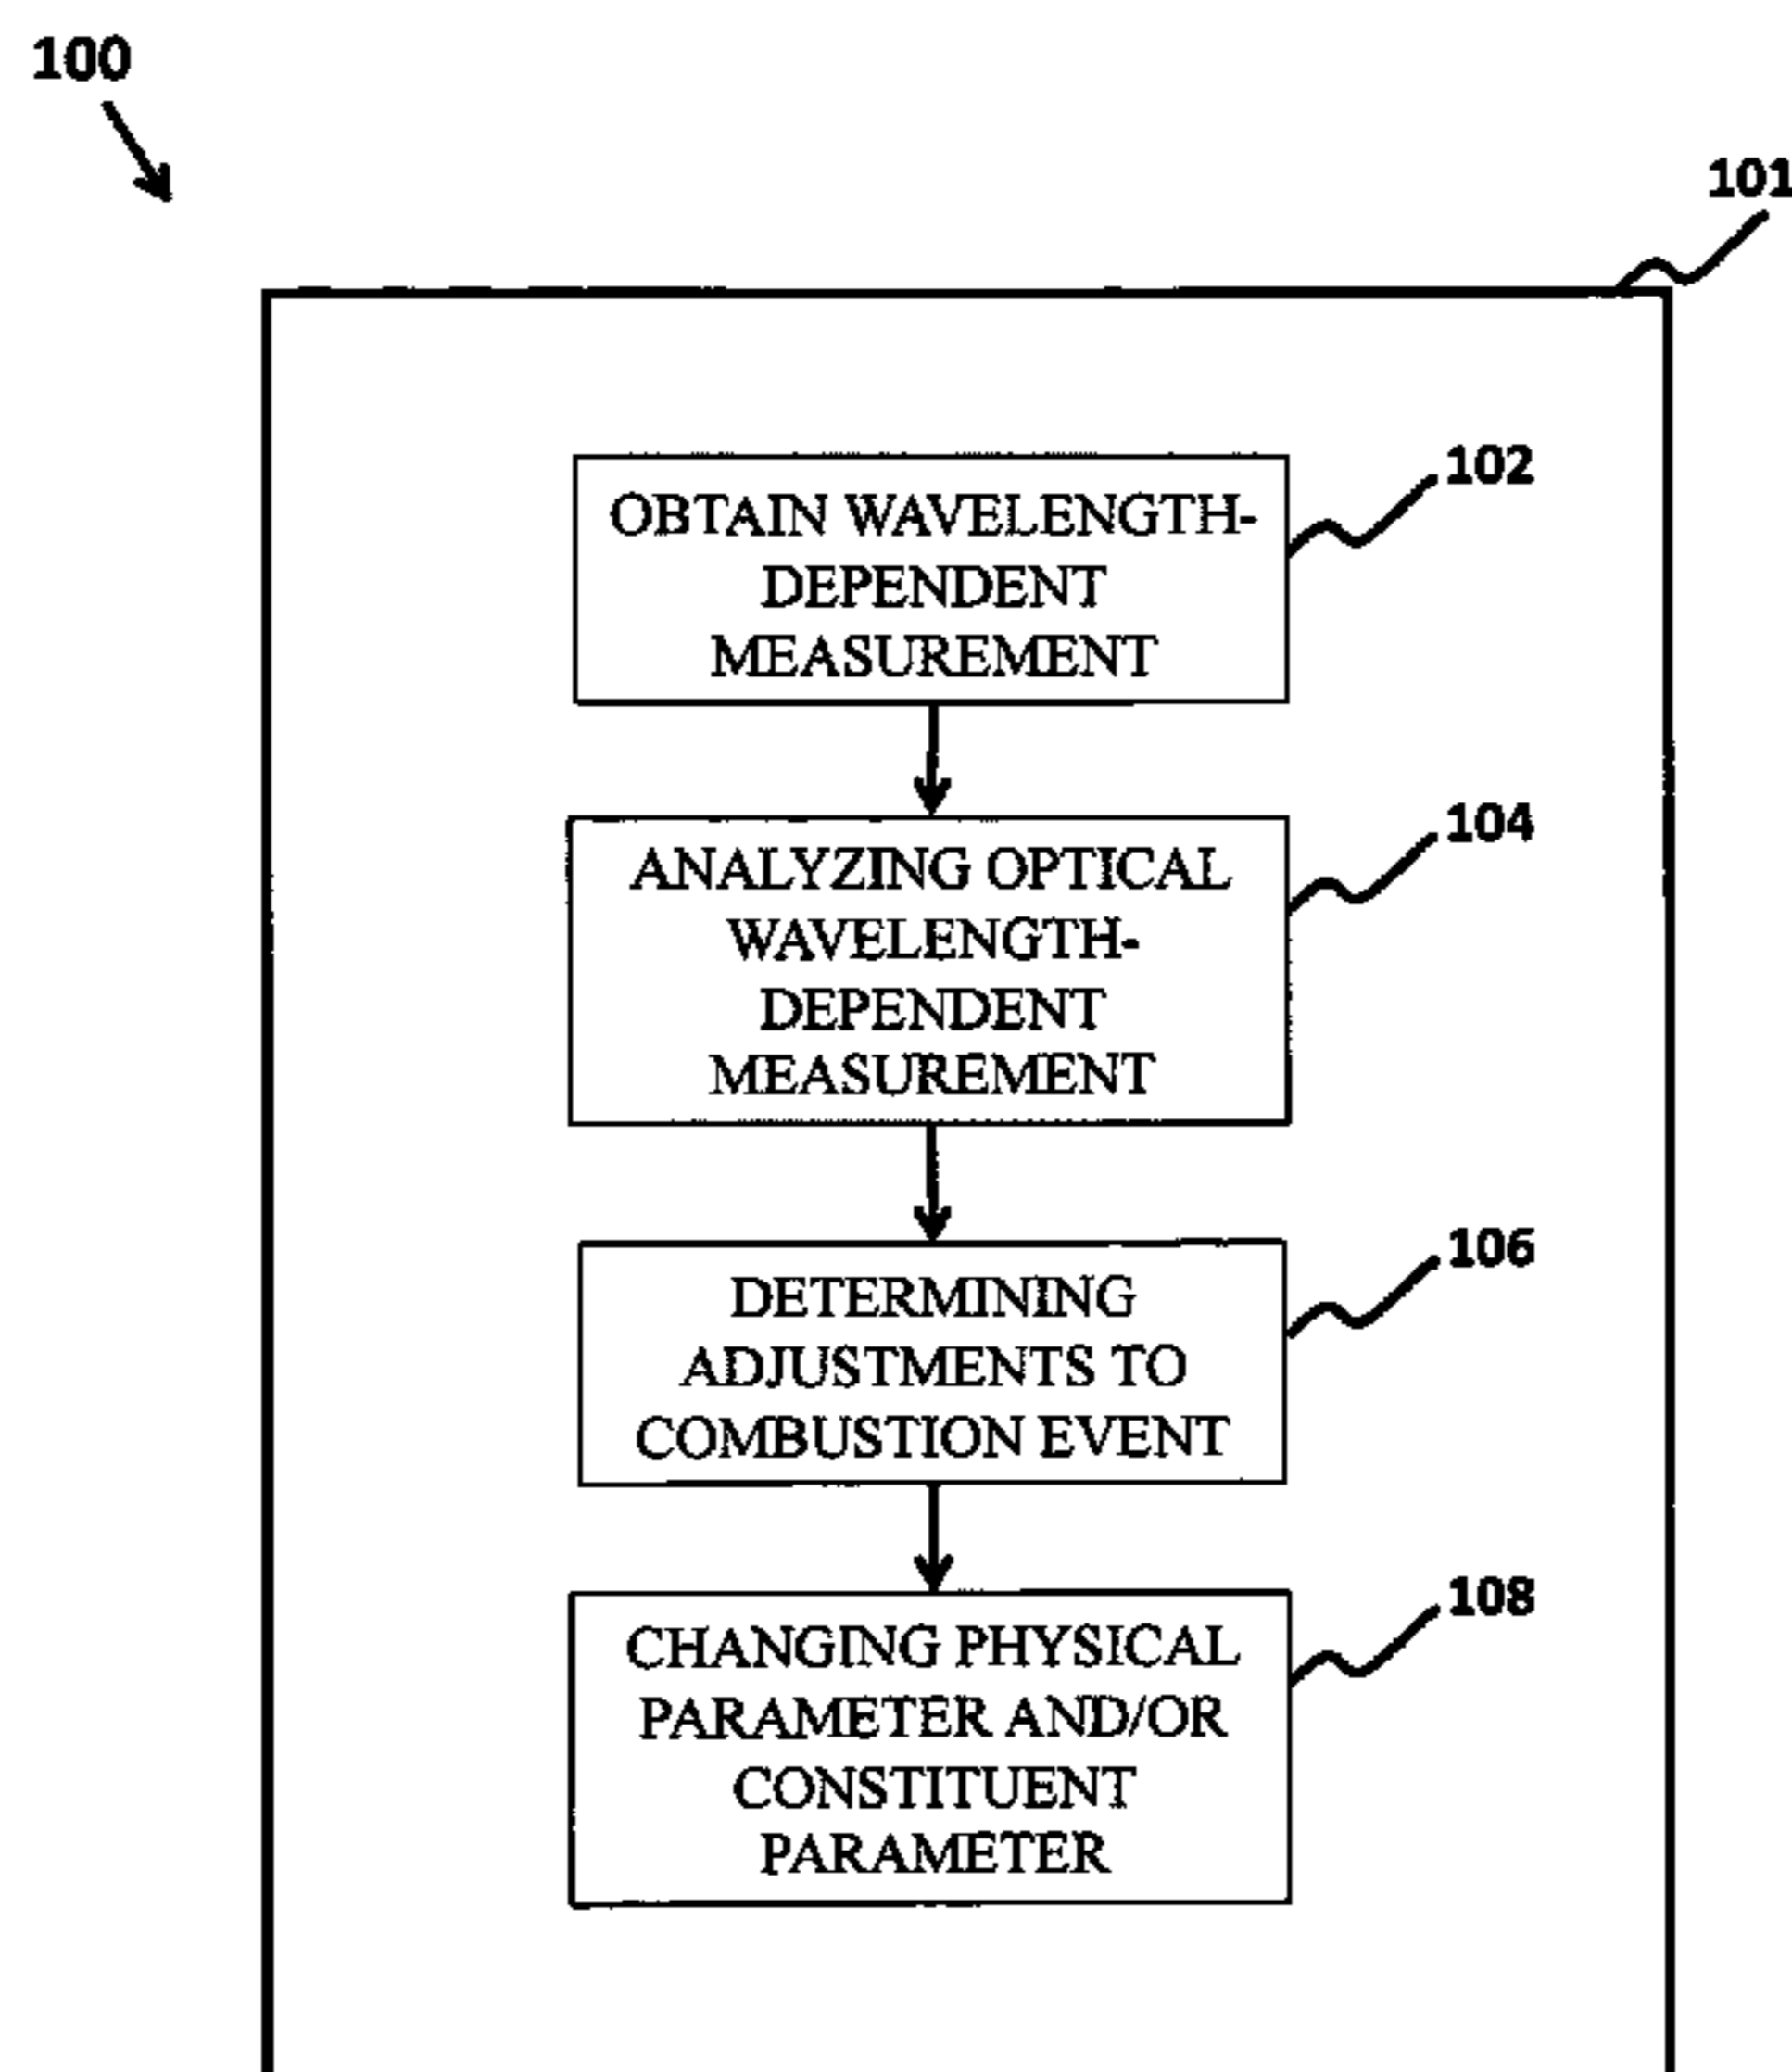 100
101
OBTAIN WAVELENGTH-
DEPENDENT
MEASUREMENT
102
ANALYZING OPTICAL
WAVELENGTH-
DEPENDENT
MEASUREMENT
104
DETERMINING
ADJUSTMENTS TO
COMBUSTION EVENT
106
CHANGING PHYSICAL
PARAMETER AND/OR
CONSTITUENT
PARAMETER
108